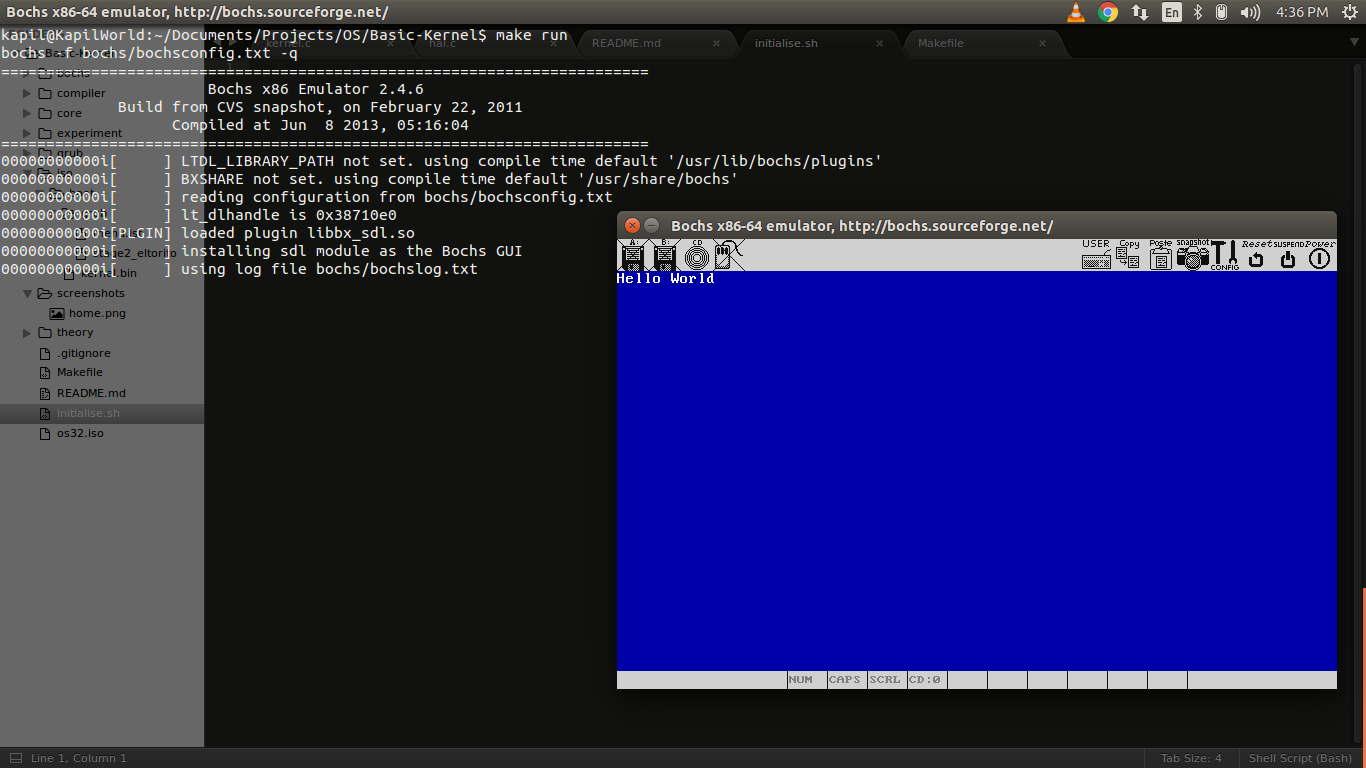 Bochs x86-64 emulator, http://bochs.sourceforge.net/
En
4:36 PM
kapil@KapilWorld:~/Documents/Projects/OS/Basic-Kernel$ make run
bochs -f bochs/bochsconfig.txt -q
kernel.c
hal.c
README.md
initialise.sh
Makefile
========================================================================
Bochs x86 Emulator 2.4.6
Build from CVS snapshot, on February 22, 2011
Compiled at Jun  8 2013, 05:16:04
========================================================================
00000000000i[     ] LTDL_LIBRARY_PATH not set. using compile time default '/usr/lib/bochs/plugins'
00000000000i[     ] BXSHARE not set. using compile time default '/usr/share/bochs'
00000000000i[     ] reading configuration from bochs/bochsconfig.txt
00000000000i[     ] lt_dlhandle is 0x38710e0
00000000000i[PLGIN] loaded plugin libbx_sdl.so
00000000000i[     ] installing sdl module as the Bochs GUI
00000000000i[     ] using log file bochs/bochslog.txt
bochs
compiler
core
experiment
grub
stage2_eltorito
kernel.bin
screenshots
home.png
theory
.gitignore
Makefile
README.md
initialise.sh
os32.iso
Bochs x86-64 emulator, http://bochs.sourceforge.net/
A: B: CD
USER Copy Paste snapshot CONFIG Reset SUSPEND Power
Hello World
NUM CAPS SCRL CD:0
Line 1, Column 1
Tab Size: 4
Shell Script (Bash)